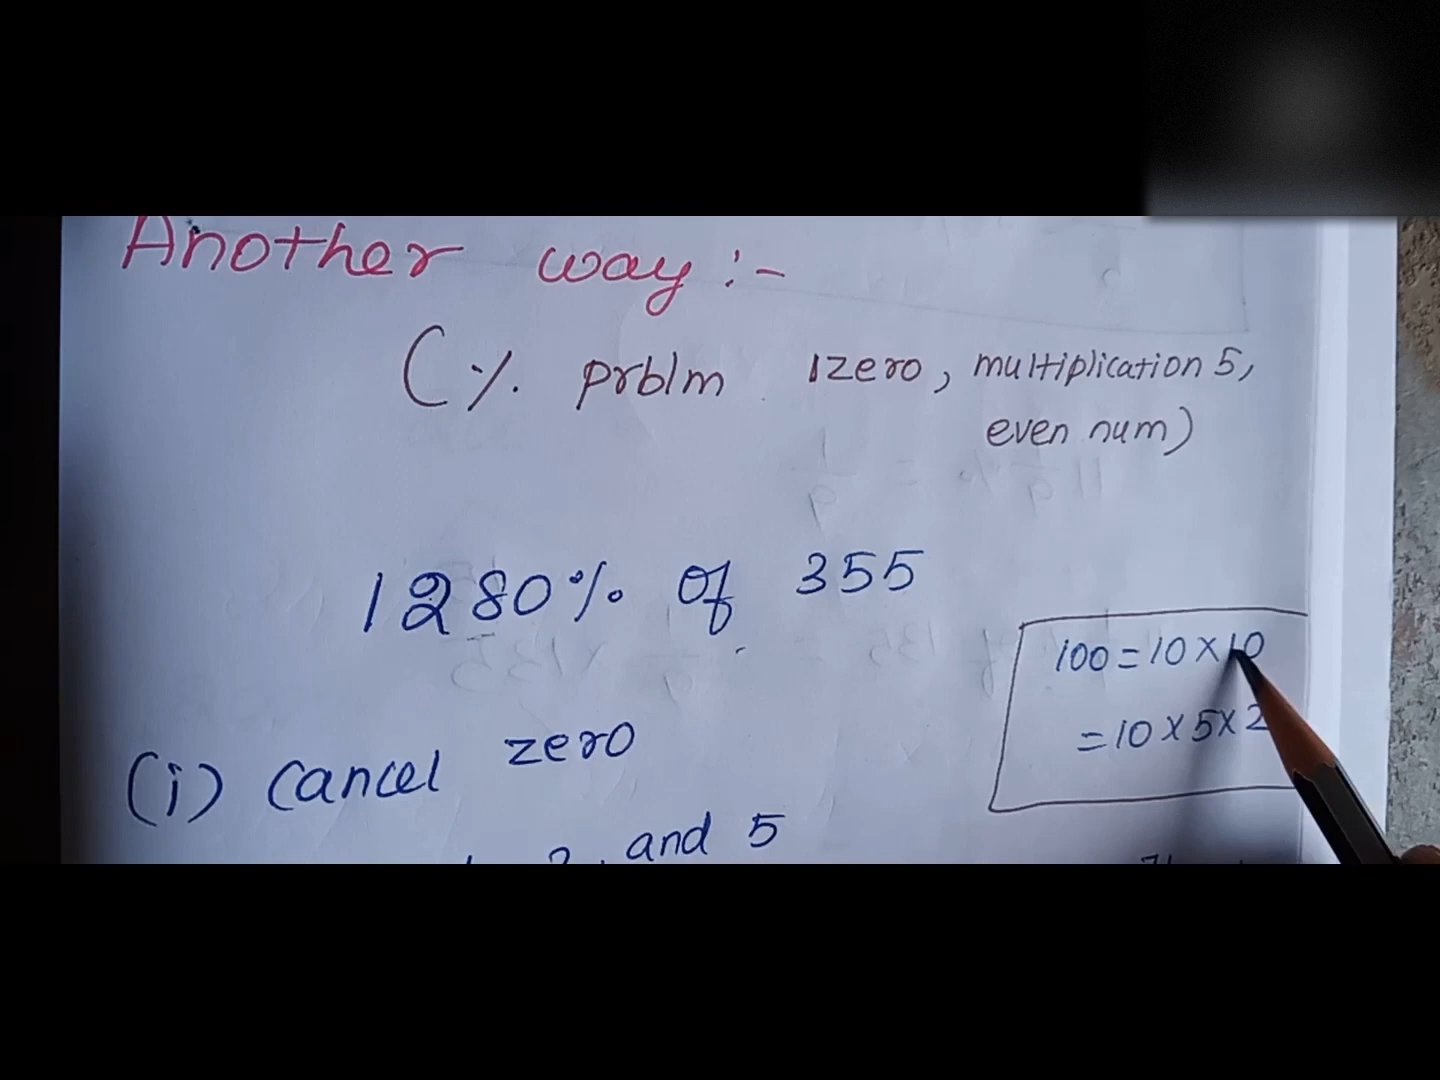 Another way :-
(% prblm 1zero, multiplication 5,
even num)
1280% of 355
100 = 10 x 10
= 10 x 5 x 2
(i) Cancel zero
and 5